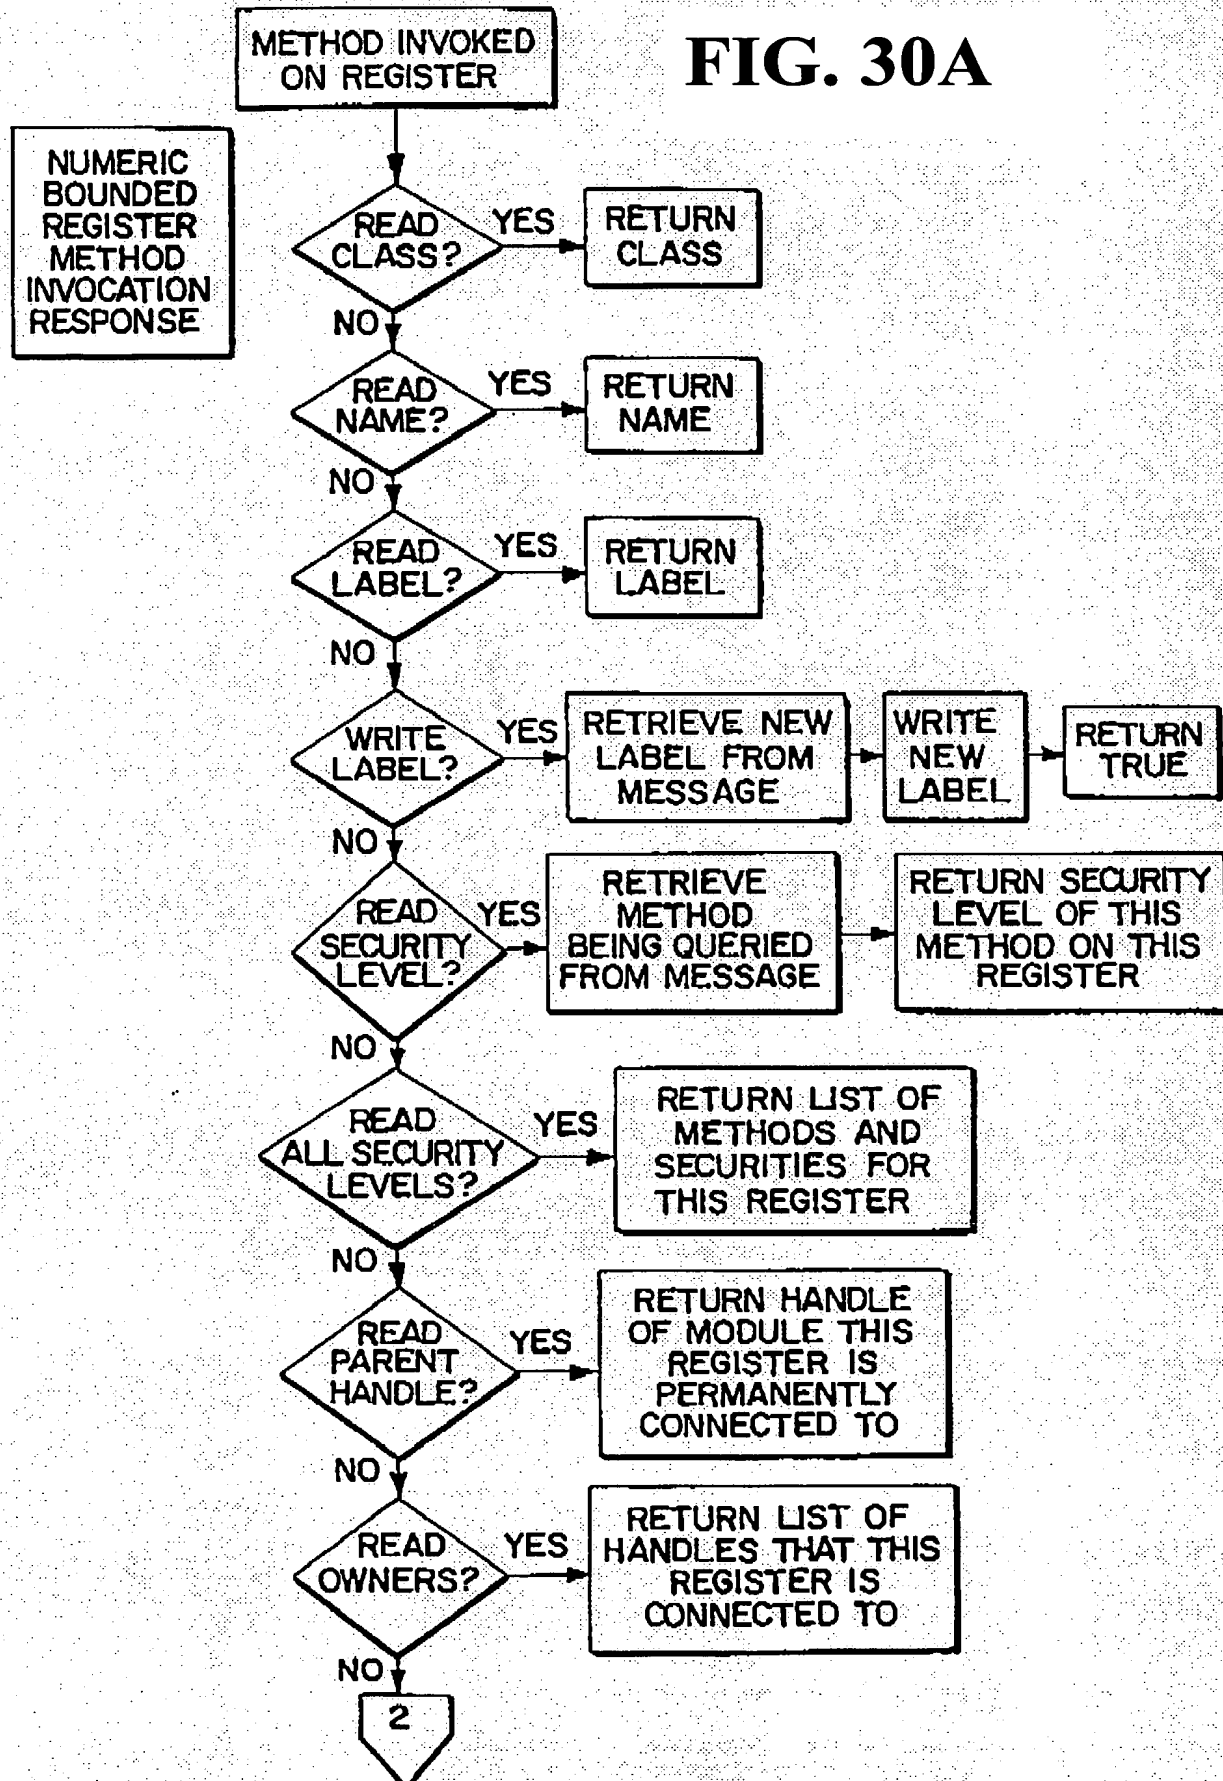 METHOD INVOKED
ON REGISTER
FIG. 30A
NUMERIC
BOUNDED
REGISTER
METHOD
INVOCATION
RESPONSE
READ
CLASS?
YES
RETURN
CLASS
NO
READ
NAME?
YES
RETURN
NAME
NO
READ
LABEL?
YES
RETURN
LABEL
NO
WRITE
LABEL?
YES
RETRIEVE NEW
LABEL FROM
MESSAGE
WRITE
NEW
LABEL
RETURN
TRUE
NO
READ
SECURITY
LEVEL?
YES
RETRIEVE
METHOD
BEING QUERIED
FROM MESSAGE
RETURN SECURITY
LEVEL OF THIS
METHOD ON THIS
REGISTER
NO
READ
ALL SECURITY
LEVELS?
YES
RETURN LIST OF
METHODS AND
SECURITIES FOR
THIS REGISTER
NO
READ
PARENT
HANDLE?
YES
RETURN HANDLE
OF MODULE THIS
REGISTER IS
PERMANENTLY
CONNECTED TO
NO
READ
OWNERS?
YES
RETURN LIST OF
HANDLES THAT THIS
REGISTER IS
CONNECTED TO
NO
2